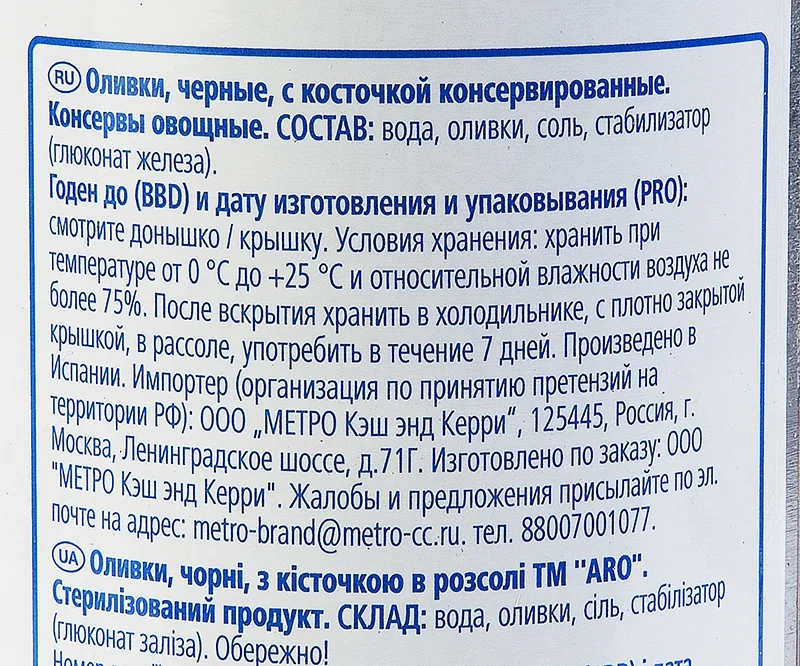 RU Оливки, черные, с косточкой консервированные.
Консервы овощные. СОСТАВ: вода, оливки, соль, стабилизатор
(глюконат железа).
Годен до (BBD) и дату изготовления и упаковывания (PRO):
смотрите донышко / крышку. Условия хранения: хранить при
температуре от 0 °C до +25 °C и относительной влажности воздуха не
более 75%. После вскрытия хранить в холодильнике, с плотно закрытой
крышкой, в рассоле, употребить в течение 7 дней. Произведено в
Испании. Импортер (организация по принятию претензий на
территории РФ): ООО „МЕТРО Кэш энд Керри“, 125445, Россия, г.
Москва, Ленинградское шоссе, д.71Г. Изготовлено по заказу: ООО
"МЕТРО Кэш энд Керри". Жалобы и предложения присылайте по эл.
почте на адрес: metro-brand@metro-cc.ru. тел. 88007001077.
UA Оливки, чорні, з кісточкою в розсолі ТМ "ARO".
Стерилізований продукт. СКЛАД: вода, оливки, сіль, стабілізатор
(глюконат заліза). Обережно!